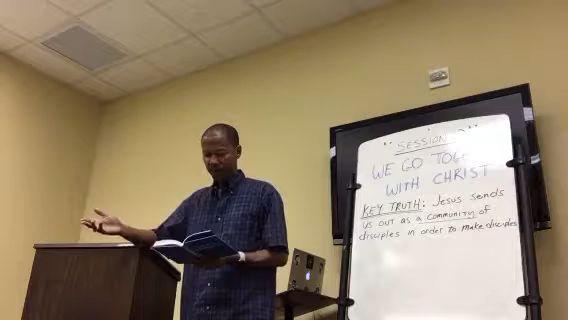 "SESSION
WE GO
WITH CHRIST
KEY TRUTH: Jesus sends
us out as a community of
disciples in order to make disciples